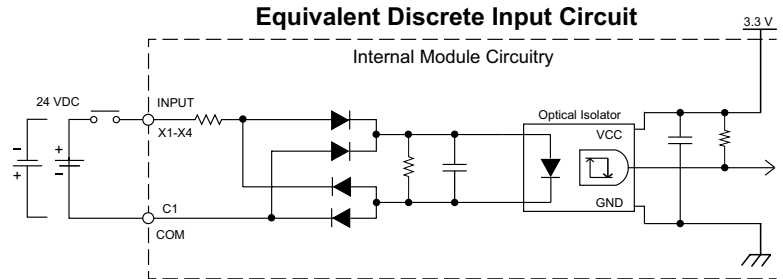 Equivalent Discrete Input Circuit
3.3 V
Internal Module Circuitry
24 VDC
INPUT
X1-X4
Optical Isolator
VCC
– + + –
GND
C1
COM